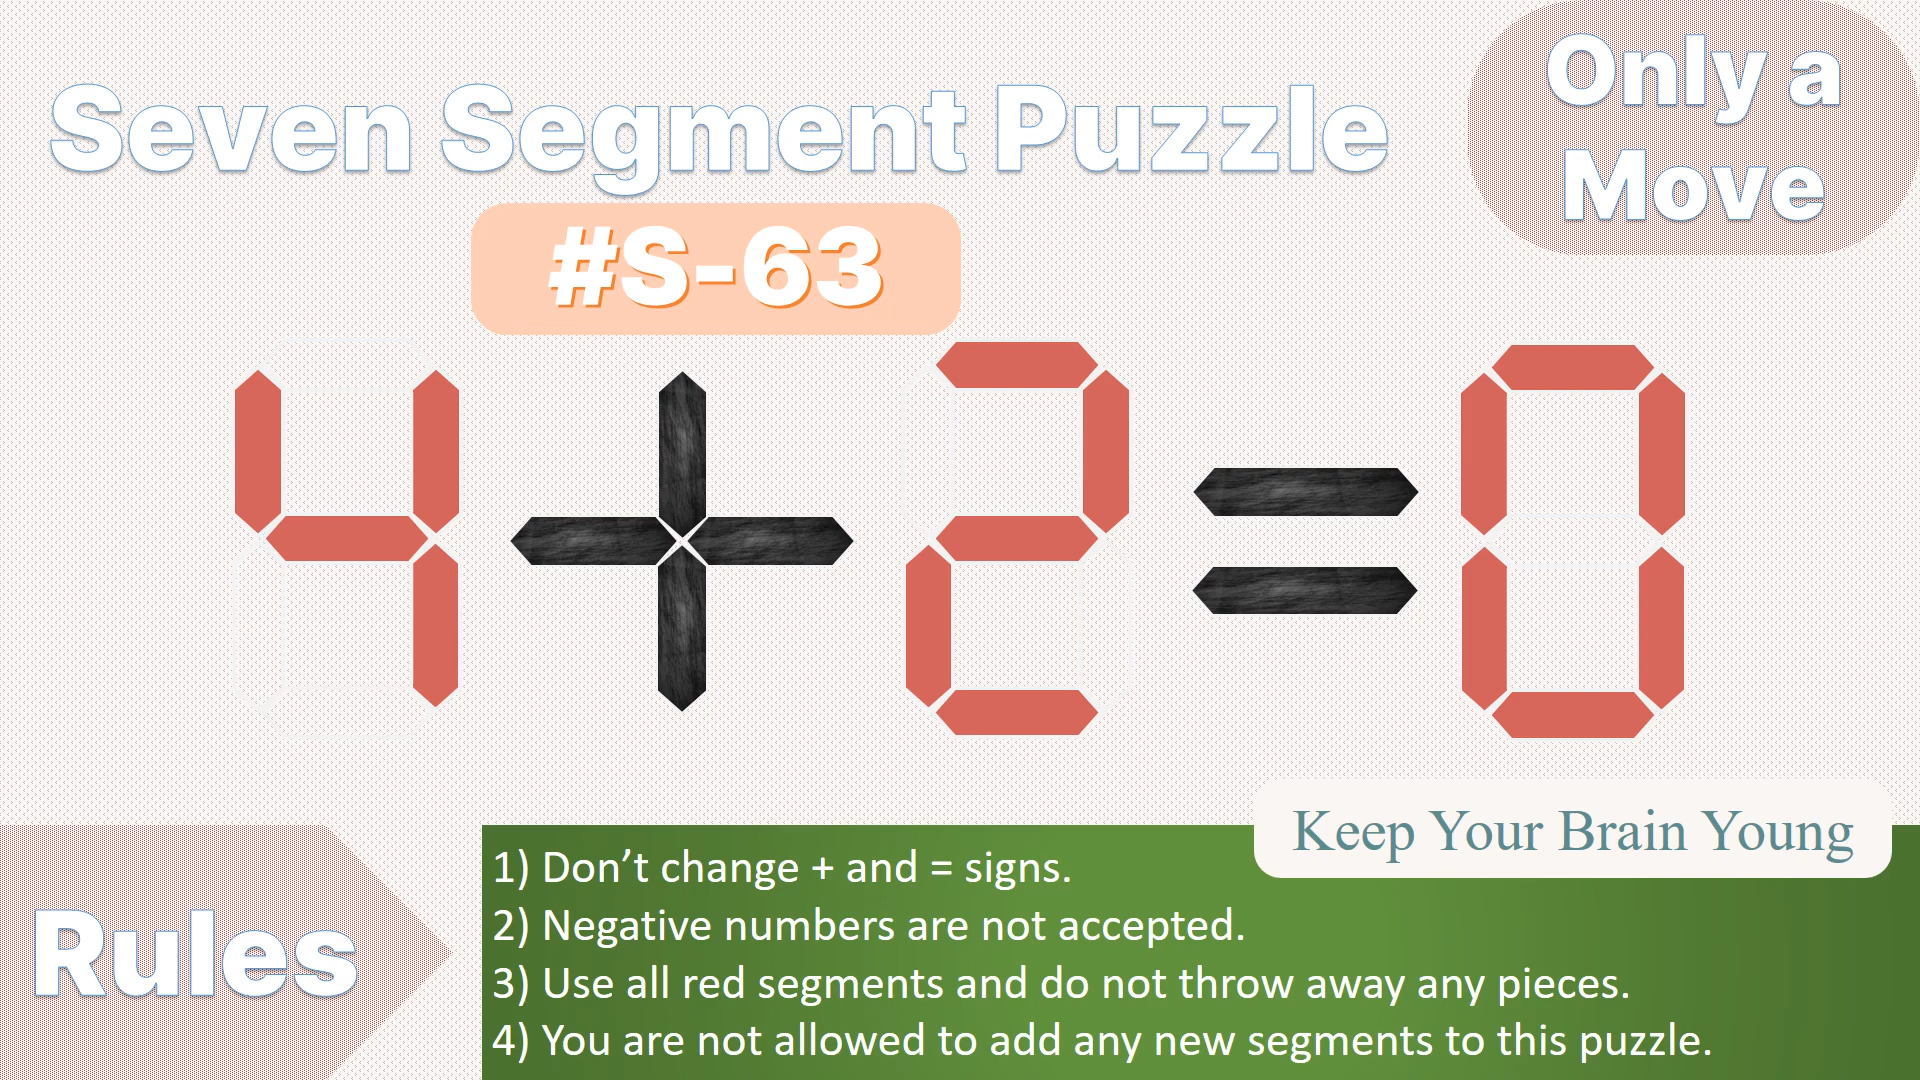 Only a
Move
Seven Segment Puzzle
#S-63
4 + 2 = 0
Keep Your Brain Young
Rules
1) Don’t change + and = signs.
2) Negative numbers are not accepted.
3) Use all red segments and do not throw away any pieces.
4) You are not allowed to add any new segments to this puzzle.